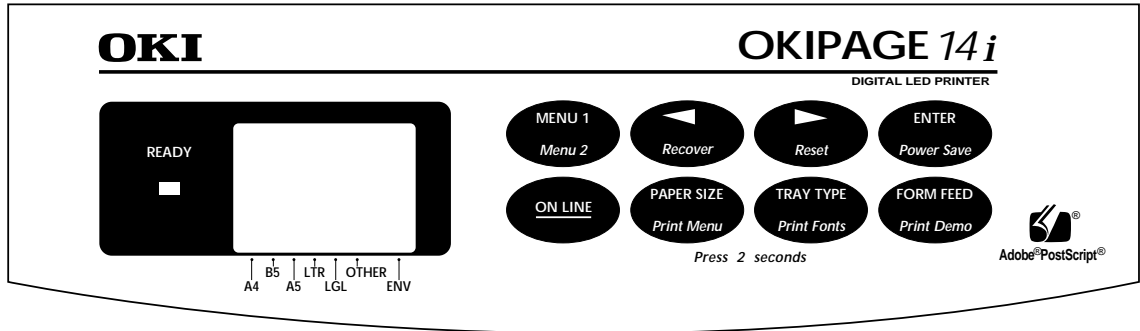 OKI
OKIPAGE 14i
DIGITAL LED PRINTER
READY
MENU 1
Menu 2
Recover
Reset
ENTER
Power Save
ON LINE
PAPER SIZE
Print Menu
TRAY TYPE
Print Fonts
FORM FEED
Print Demo
Press 2 seconds
A4 B5 A5 LTR LGL OTHER ENV
Adobe®PostScript®
®